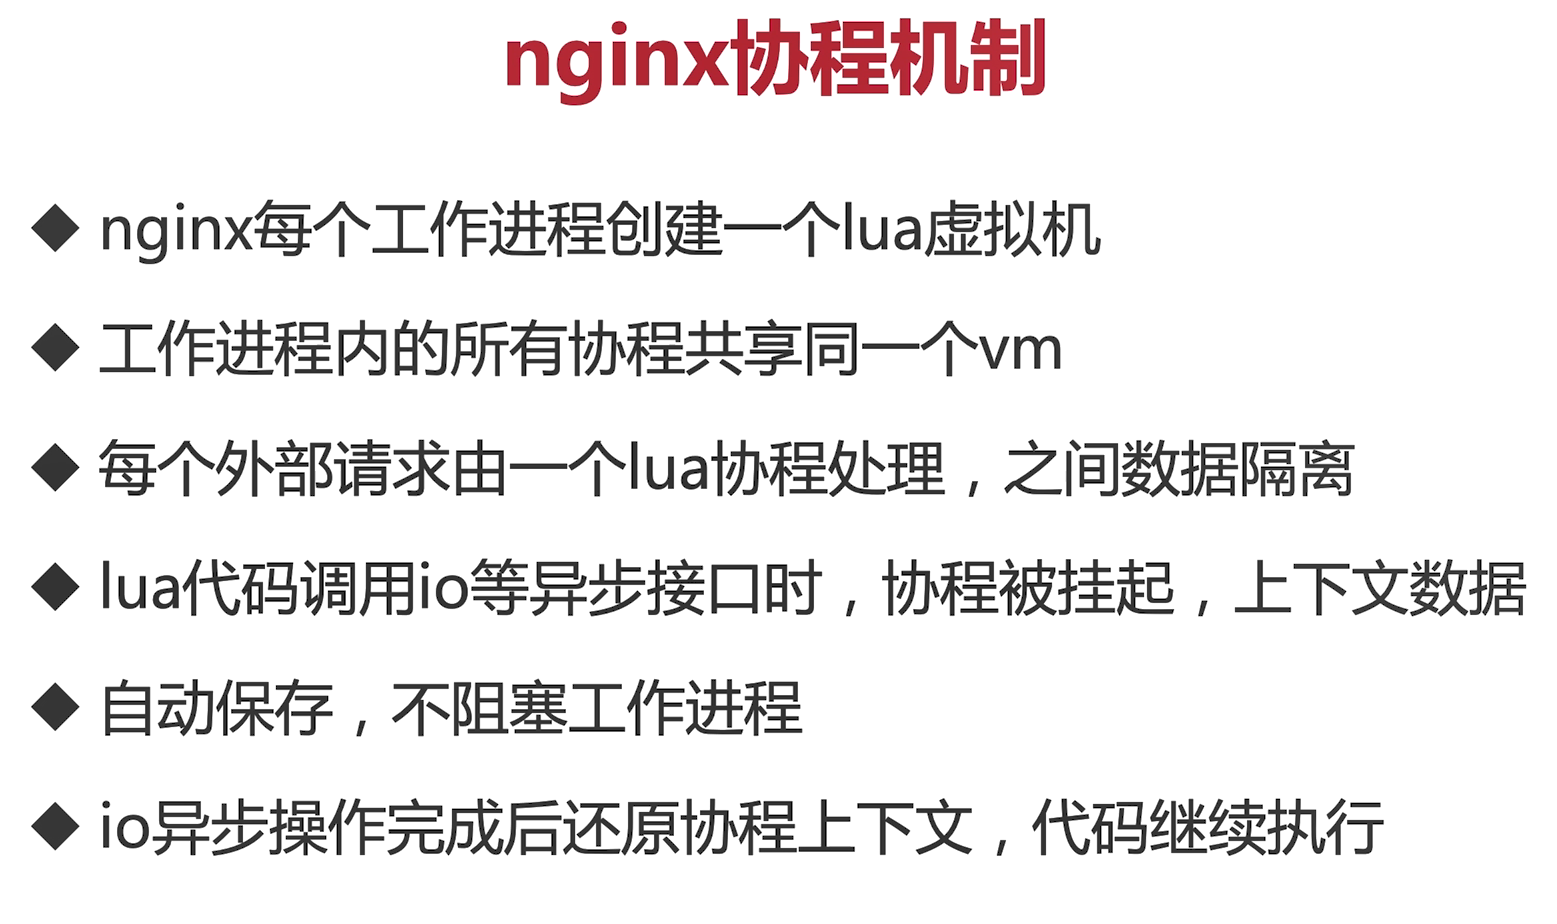 nginx协程机制
◆ nginx每个工作进程创建一个lua虚拟机
◆ 工作进程内的所有协程共享同一个vm
◆ 每个外部请求由一个lua协程处理，之间数据隔离
◆ lua代码调用io等异步接口时，协程被挂起，上下文数据
◆ 自动保存，不阻塞工作进程
◆ io异步操作完成后还原协程上下文，代码继续执行